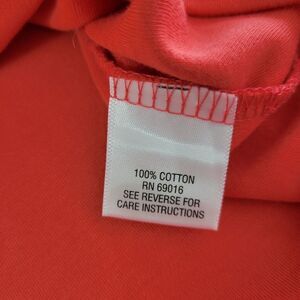 100% COTTON
RN 69016
SEE REVERSE FOR
CARE INSTRUCTIONS